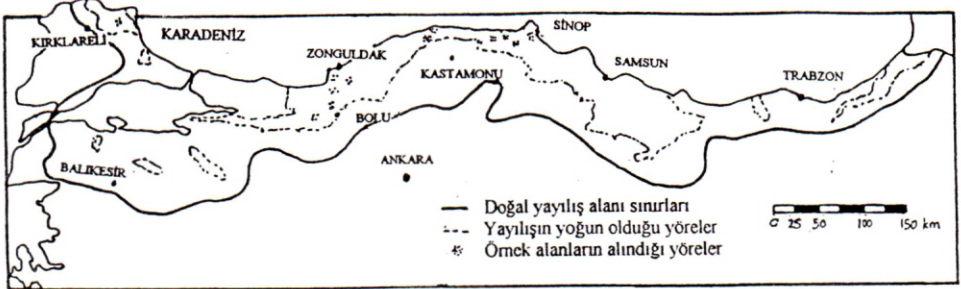 SİNOP
KIRKLARELİ
KARADENİZ
ZONGULDAK
KASTAMONU
SAMSUN
TRABZON
BOLU
BALIKESİR
ANKARA
Doğal yayılış alanı sınırları
Yayılışın yoğun olduğu yöreler
Örnek alanların alındığı yöreler
0 25 50 100 150 km